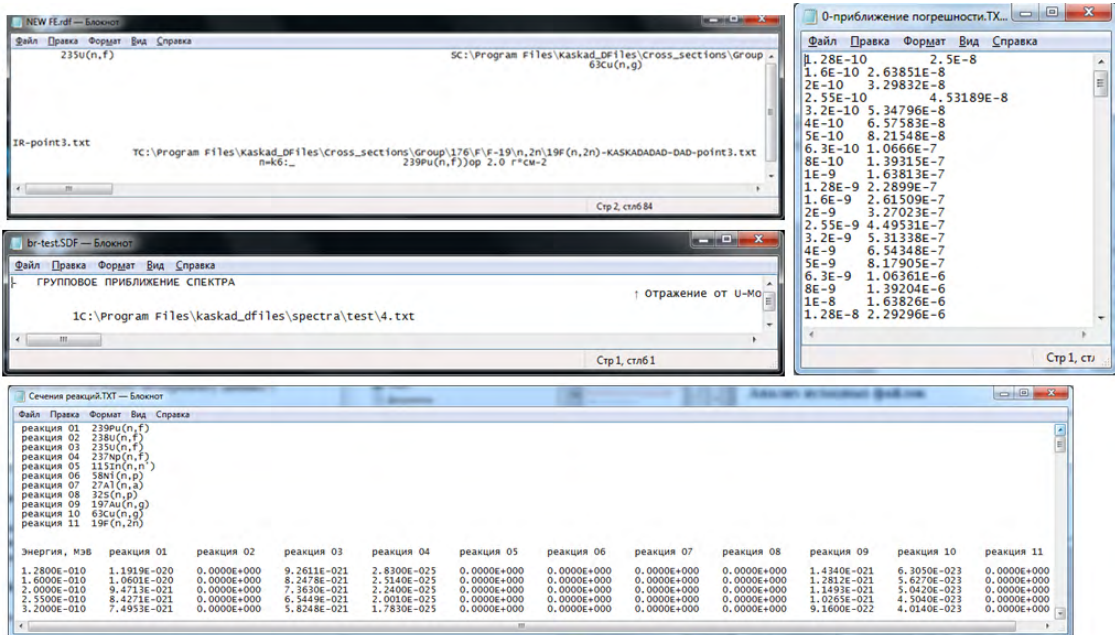 NEW FE.rdf — Блокнот
Файл Правка Формат Вид Справка
235U(n,f) SC:\Program Files\Kaskad_DFiles\Cross_sections\Group
63Cu(n,g)
IR-point3.txt
TC:\Program Files\Kaskad_DFiles\Cross_sections\Group\176\F\F-19\n,2n\19F(n,2n)-KASKADADAD-DAD-point3.txt
n=k6:_ 239Pu(n,f))ор 2.0 г*см-2
Стр 2, стлб 84
br-test.SDF — Блокнот
Файл Правка Формат Вид Справка
ГРУППОВОЕ ПРИБЛИЖЕНИЕ СПЕКТРА
↑ Отражение от U-Mo
1C:\Program Files\kaskad_dfiles\spectra\test\4.txt
Стр 1, стлб 1
0-приближение погрешности.TX...
Файл Правка Формат Вид Справка
1.28E-10 2.5E-8
1.6E-10 2.63851E-8
2E-10 3.29832E-8
2.55E-10 4.53189E-8
3.2E-10 5.34796E-8
4E-10 6.57583E-8
5E-10 8.21548E-8
6.3E-10 1.0666E-7
8E-10 1.39315E-7
1E-9 1.63813E-7
1.28E-9 2.2899E-7
1.6E-9 2.61509E-7
2E-9 3.27023E-7
2.55E-9 4.49531E-7
3.2E-9 5.31338E-7
4E-9 6.54348E-7
5E-9 8.17905E-7
6.3E-9 1.06361E-6
8E-9 1.39204E-6
1E-8 1.63826E-6
1.28E-8 2.29296E-6
Стр 1, стл
Сечения реакций.TXT — Блокнот
Файл Правка Формат Вид Справка
реакция 01 239Pu(n,f)
реакция 02 238U(n,f)
реакция 03 235U(n,f)
реакция 04 237Np(n,f)
реакция 05 115In(n,n`)
реакция 06 58Ni(n,p)
реакция 07 27Al(n,a)
реакция 08 32S(n,p)
реакция 09 197Au(n,g)
реакция 10 63Cu(n,g)
реакция 11 19F(n,2n)
Энергия, МэВ реакция 01 реакция 02 реакция 03 реакция 04 реакция 05 реакция 06 реакция 07 реакция 08 реакция 09 реакция 10 реакция 11
1.2800E-010 1.1919E-020 0.0000E+000 9.2611E-021 2.8300E-025 0.0000E+000 0.0000E+000 0.0000E+000 0.0000E+000 1.4340E-021 6.3050E-023 0.0000E+000
1.6000E-010 1.0601E-020 0.0000E+000 8.2478E-021 2.5140E-025 0.0000E+000 0.0000E+000 0.0000E+000 0.0000E+000 1.2812E-021 5.6270E-023 0.0000E+000
2.0000E-010 9.4713E-021 0.0000E+000 7.3630E-021 2.2400E-025 0.0000E+000 0.0000E+000 0.0000E+000 0.0000E+000 1.1493E-021 5.0420E-023 0.0000E+000
2.5500E-010 8.4271E-021 0.0000E+000 6.5449E-021 2.0010E-025 0.0000E+000 0.0000E+000 0.0000E+000 0.0000E+000 1.0265E-021 4.5040E-023 0.0000E+000
3.2000E-010 7.4953E-021 0.0000E+000 5.8248E-021 1.7830E-025 0.0000E+000 0.0000E+000 0.0000E+000 0.0000E+000 9.1600E-022 4.0140E-023 0.0000E+000